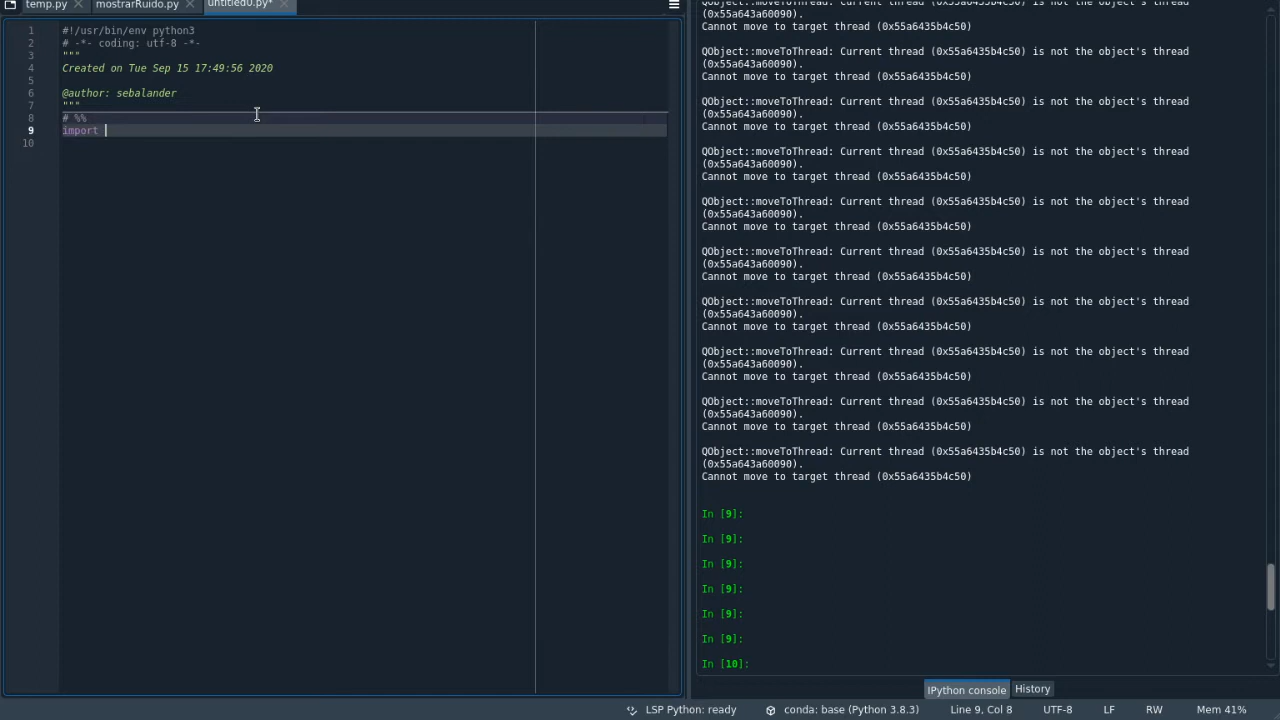 temp.py
mostrarRuido.py
untitled0.py*
1 #!/usr/bin/env python3
2 # -*- coding: utf-8 -*-
3 """
4 Created on Tue Sep 15 17:49:56 2020
5
6 @author: sebalander
7 """
8 # %%
9 import
10
QObject::moveToThread: Current thread (0x55a6435b4c50) is not the object's thread
(0x55a643a60090).
Cannot move to target thread (0x55a6435b4c50)
QObject::moveToThread: Current thread (0x55a6435b4c50) is not the object's thread
(0x55a643a60090).
Cannot move to target thread (0x55a6435b4c50)
QObject::moveToThread: Current thread (0x55a6435b4c50) is not the object's thread
(0x55a643a60090).
Cannot move to target thread (0x55a6435b4c50)
QObject::moveToThread: Current thread (0x55a6435b4c50) is not the object's thread
(0x55a643a60090).
Cannot move to target thread (0x55a6435b4c50)
QObject::moveToThread: Current thread (0x55a6435b4c50) is not the object's thread
(0x55a643a60090).
Cannot move to target thread (0x55a6435b4c50)
QObject::moveToThread: Current thread (0x55a6435b4c50) is not the object's thread
(0x55a643a60090).
Cannot move to target thread (0x55a6435b4c50)
QObject::moveToThread: Current thread (0x55a6435b4c50) is not the object's thread
(0x55a643a60090).
Cannot move to target thread (0x55a6435b4c50)
QObject::moveToThread: Current thread (0x55a6435b4c50) is not the object's thread
(0x55a643a60090).
Cannot move to target thread (0x55a6435b4c50)
QObject::moveToThread: Current thread (0x55a6435b4c50) is not the object's thread
(0x55a643a60090).
Cannot move to target thread (0x55a6435b4c50)
QObject::moveToThread: Current thread (0x55a6435b4c50) is not the object's thread
(0x55a643a60090).
Cannot move to target thread (0x55a6435b4c50)
In [9]:
In [9]:
In [9]:
In [9]:
In [9]:
In [9]:
In [10]:
IPython console
History
LSP Python: ready
conda: base (Python 3.8.3)
Line 9, Col 8
UTF-8
LF
RW
Mem 41%